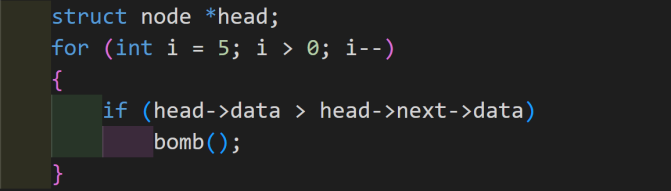 struct node *head;
for (int i = 5; i > 0; i--)
{
if (head->data > head->next->data)
bomb();
}